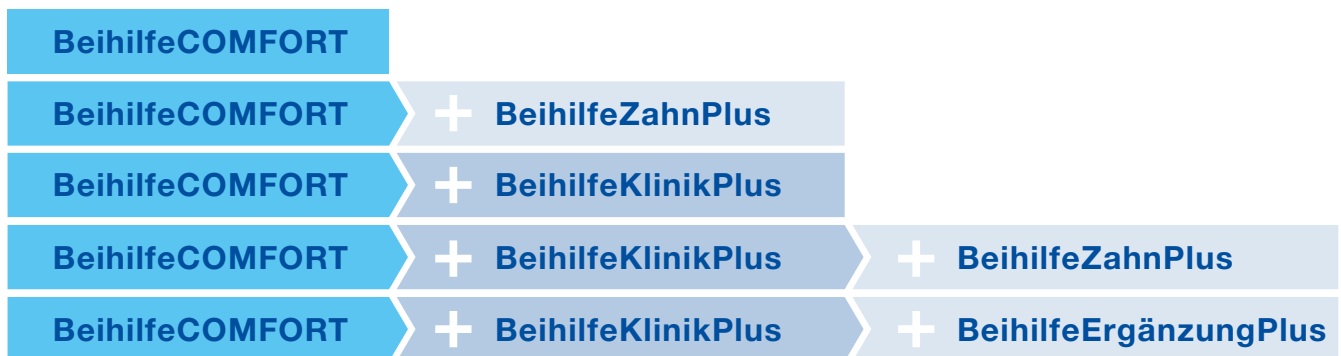 BeihilfeCOMFORT
BeihilfeCOMFORT + BeihilfeZahnPlus
BeihilfeCOMFORT + BeihilfeKlinikPlus
BeihilfeCOMFORT + BeihilfeKlinikPlus + BeihilfeZahnPlus
BeihilfeCOMFORT + BeihilfeKlinikPlus + BeihilfeErgänzungPlus